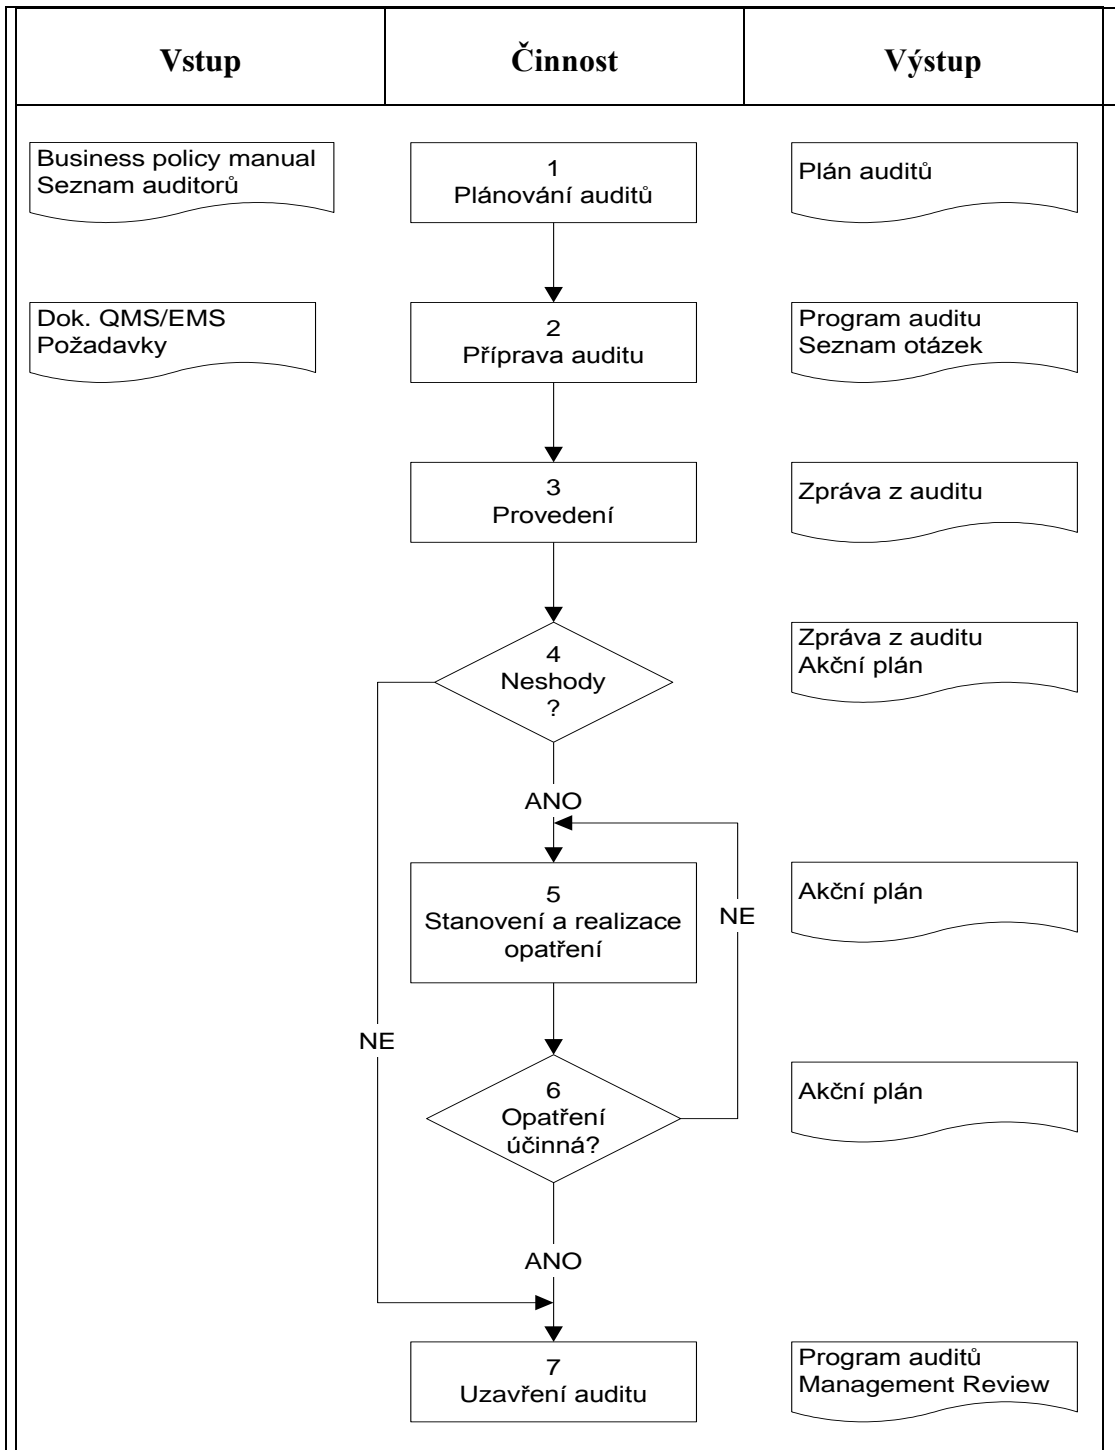 Vstup
Činnost
Výstup
Business policy manual
Seznam auditorů
1
Plánování auditů
Plán auditů
Dok. QMS/EMS
Požadavky
2
Příprava auditu
Program auditu
Seznam otázek
3
Provedení
Zpráva z auditu
4
Neshody
?
Zpráva z auditu
Akční plán
ANO
5
Stanovení a realizace
opatření
NE
Akční plán
NE
6
Opatření
účinná?
Akční plán
ANO
7
Uzavření auditu
Program auditů
Management Review